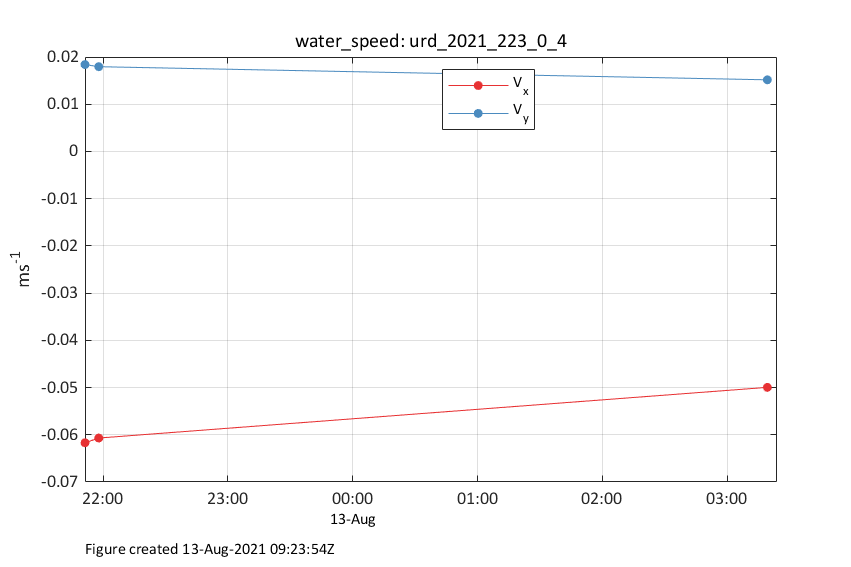 water_speed: urd_2021_223_0_4
0.02
0.01
0
-0.01
-0.02
-0.03
-0.04
-0.05
-0.06
-0.07
ms-1
Vx
Vy
22:00 23:00 00:00 01:00 02:00 03:00
13-Aug
Figure created 13-Aug-2021 09:23:54Z